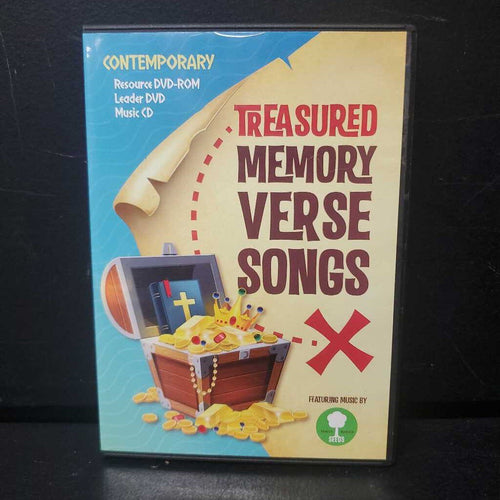 CONTEMPORARY
Resource DVD-ROM
Leader DVD
Music CD
TREASURED
MEMORY
VERSE
SONGS
FEATURING MUSIC BY
SEEDS